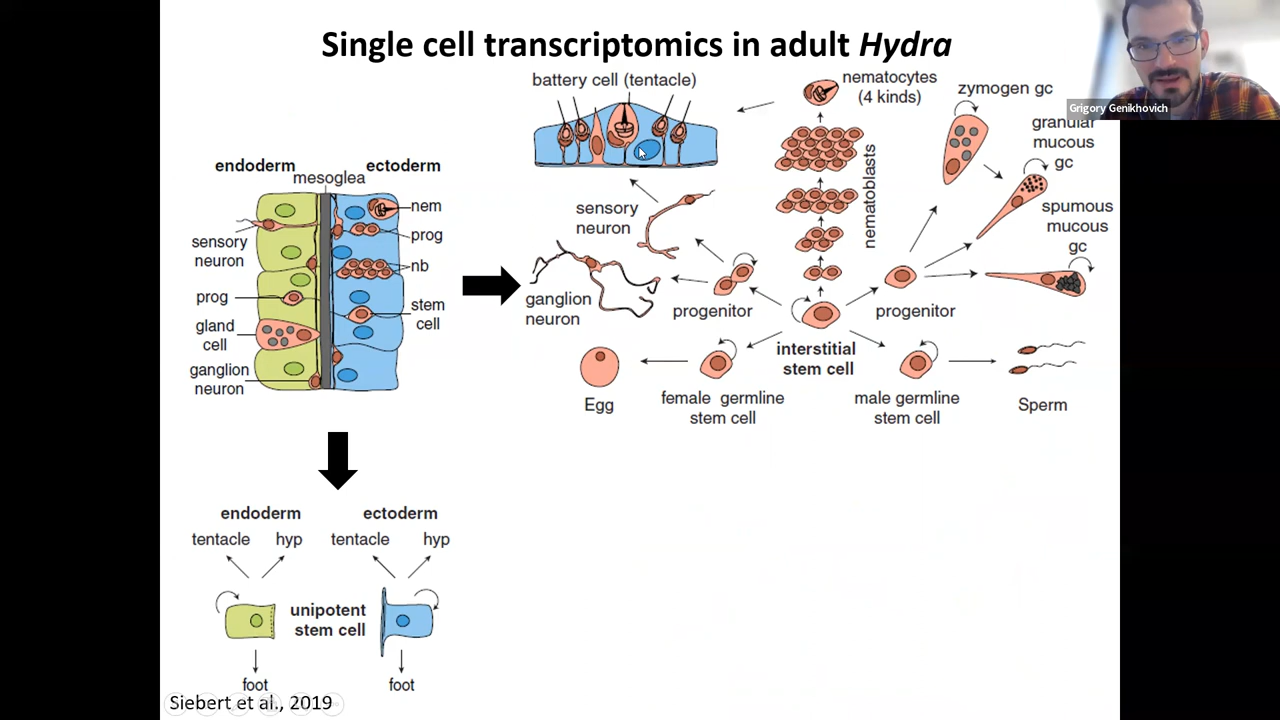 Single cell transcriptomics in adult Hydra
Grigory Genikhovich
endoderm
ectoderm
mesoglea
sensory
neuron
prog
gland
cell
ganglion
neuron
nem
prog
nb
stem
cell
battery cell (tentacle)
sensory
neuron
ganglion
neuron
progenitor
nematocytes
(4 kinds)
nematoblasts
zymogen gc
granular
mucous
gc
spumous
mucous
gc
progenitor
interstitial
stem cell
Egg
female germline
stem cell
male germline
stem cell
Sperm
endoderm
ectoderm
tentacle
hyp
tentacle
hyp
unipotent
stem cell
foot
foot
Siebert et al., 2019